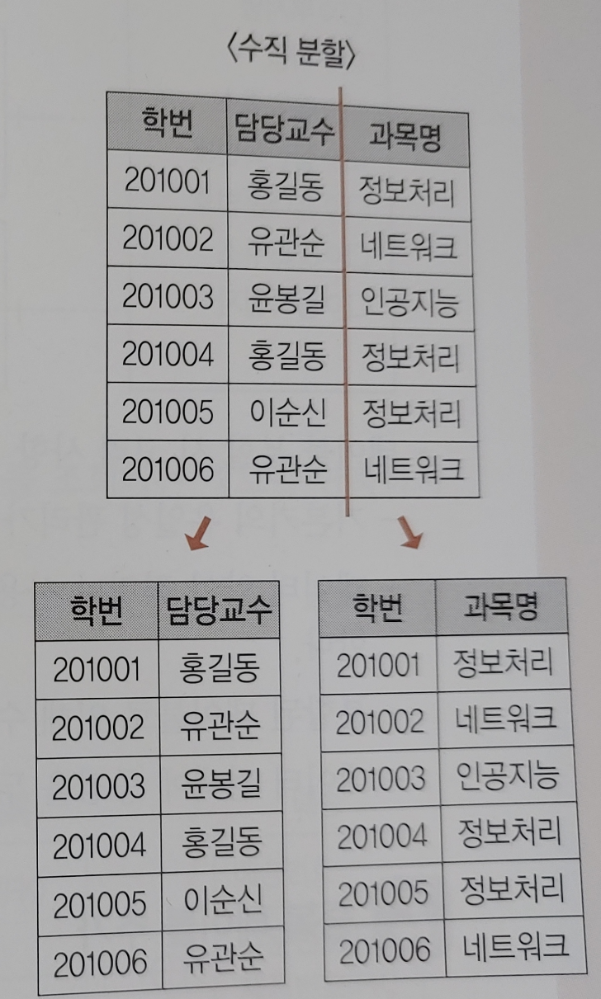 〈수직 분할〉
학번 담당교수 과목명
201001 홍길동 정보처리
201002 유관순 네트워크
201003 윤봉길 인공지능
201004 홍길동 정보처리
201005 이순신 정보처리
201006 유관순 네트워크
학번 담당교수
201001 홍길동
201002 유관순
201003 윤봉길
201004 홍길동
201005 이순신
201006 유관순
학번 과목명
201001 정보처리
201002 네트워크
201003 인공지능
201004 정보처리
201005 정보처리
201006 네트워크